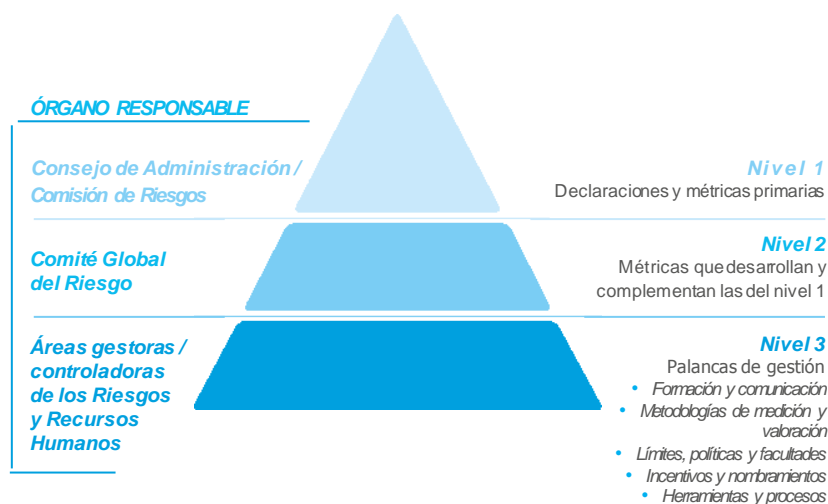 ÓRGANO RESPONSABLE
Consejo de Administración /
Comisión de Riesgos
Nivel 1
Declaraciones y métricas primarias
Comité Global
del Riesgo
Nivel 2
Métricas que desarrollan y
complementan las del nivel 1
Áreas gestoras /
controladoras
de los Riesgos
y Recursos
Humanos
Nivel 3
Palancas de gestión
• Formación y comunicación
• Metodologías de medición y
valoración
• Límites, políticas y facultades
• Incentivos y nombramientos
• Herramientas y procesos